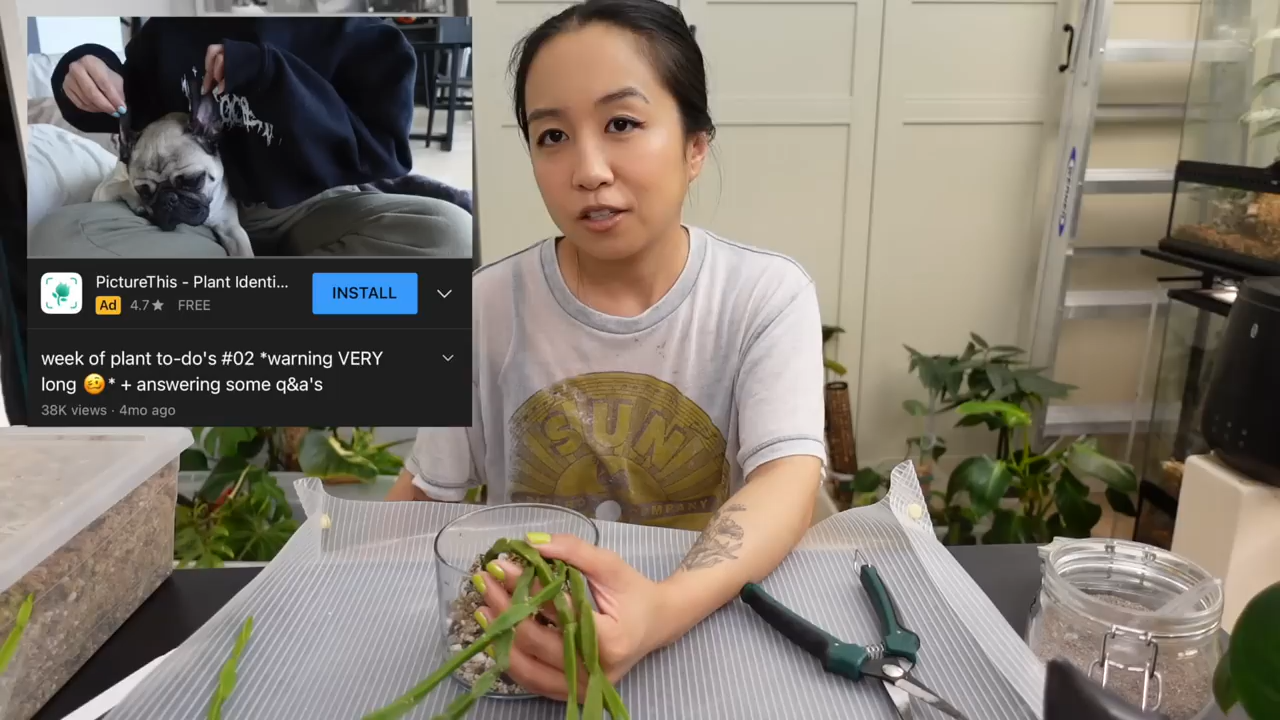 PictureThis - Plant Identi...
INSTALL
Ad 4.7★ FREE
week of plant to-do's #02 *warning VERY
long 🥴* + answering some q&a's
38K views · 4mo ago
SUN
COMPANY